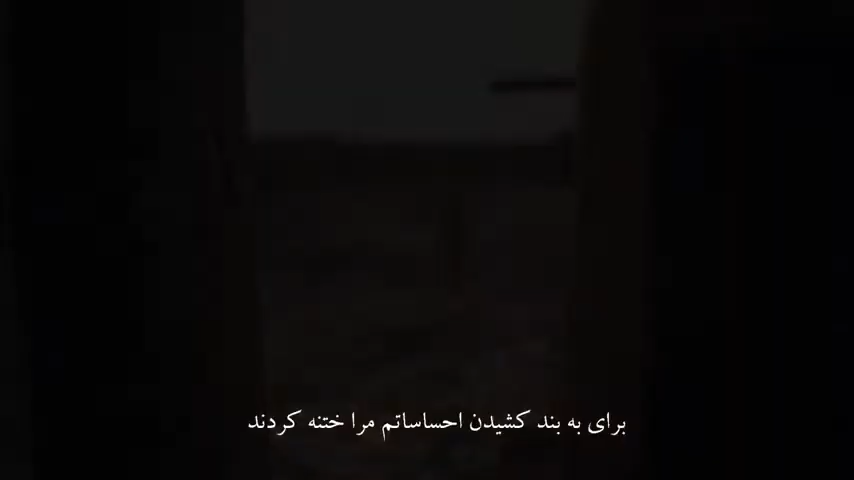 برای به بند کشیدن احساساتم مرا ختنه کردند